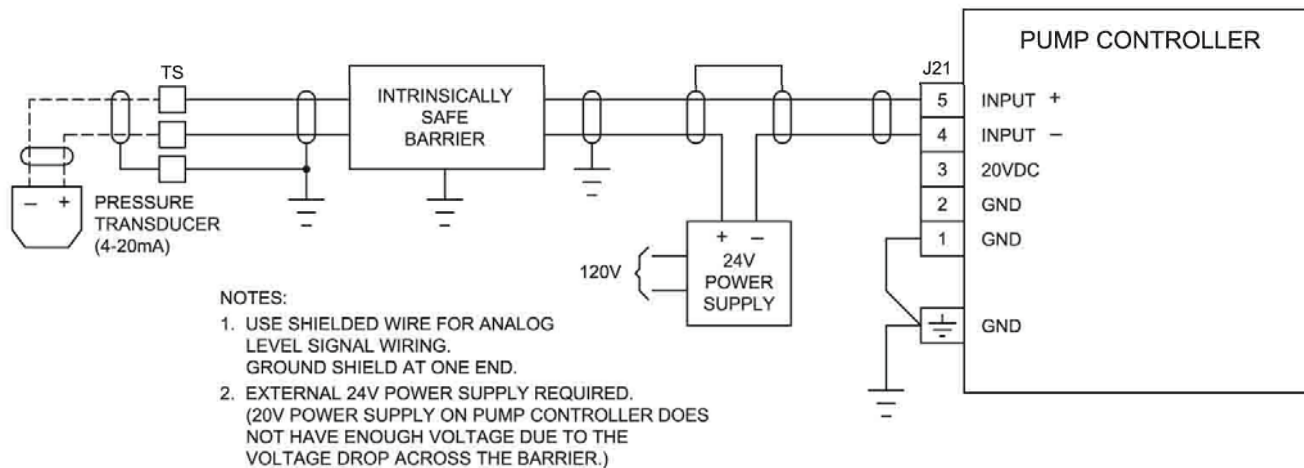 PUMP CONTROLLER
TS
J21
INTRINSICALLY
SAFE
BARRIER
5 INPUT +
4 INPUT −
3 20VDC
2 GND
1 GND
GND
− +
PRESSURE
TRANSDUCER
(4-20mA)
+ −
24V
POWER
SUPPLY
120V
NOTES:
1. USE SHIELDED WIRE FOR ANALOG
LEVEL SIGNAL WIRING.
GROUND SHIELD AT ONE END.
2. EXTERNAL 24V POWER SUPPLY REQUIRED.
(20V POWER SUPPLY ON PUMP CONTROLLER DOES
NOT HAVE ENOUGH VOLTAGE DUE TO THE
VOLTAGE DROP ACROSS THE BARRIER.)